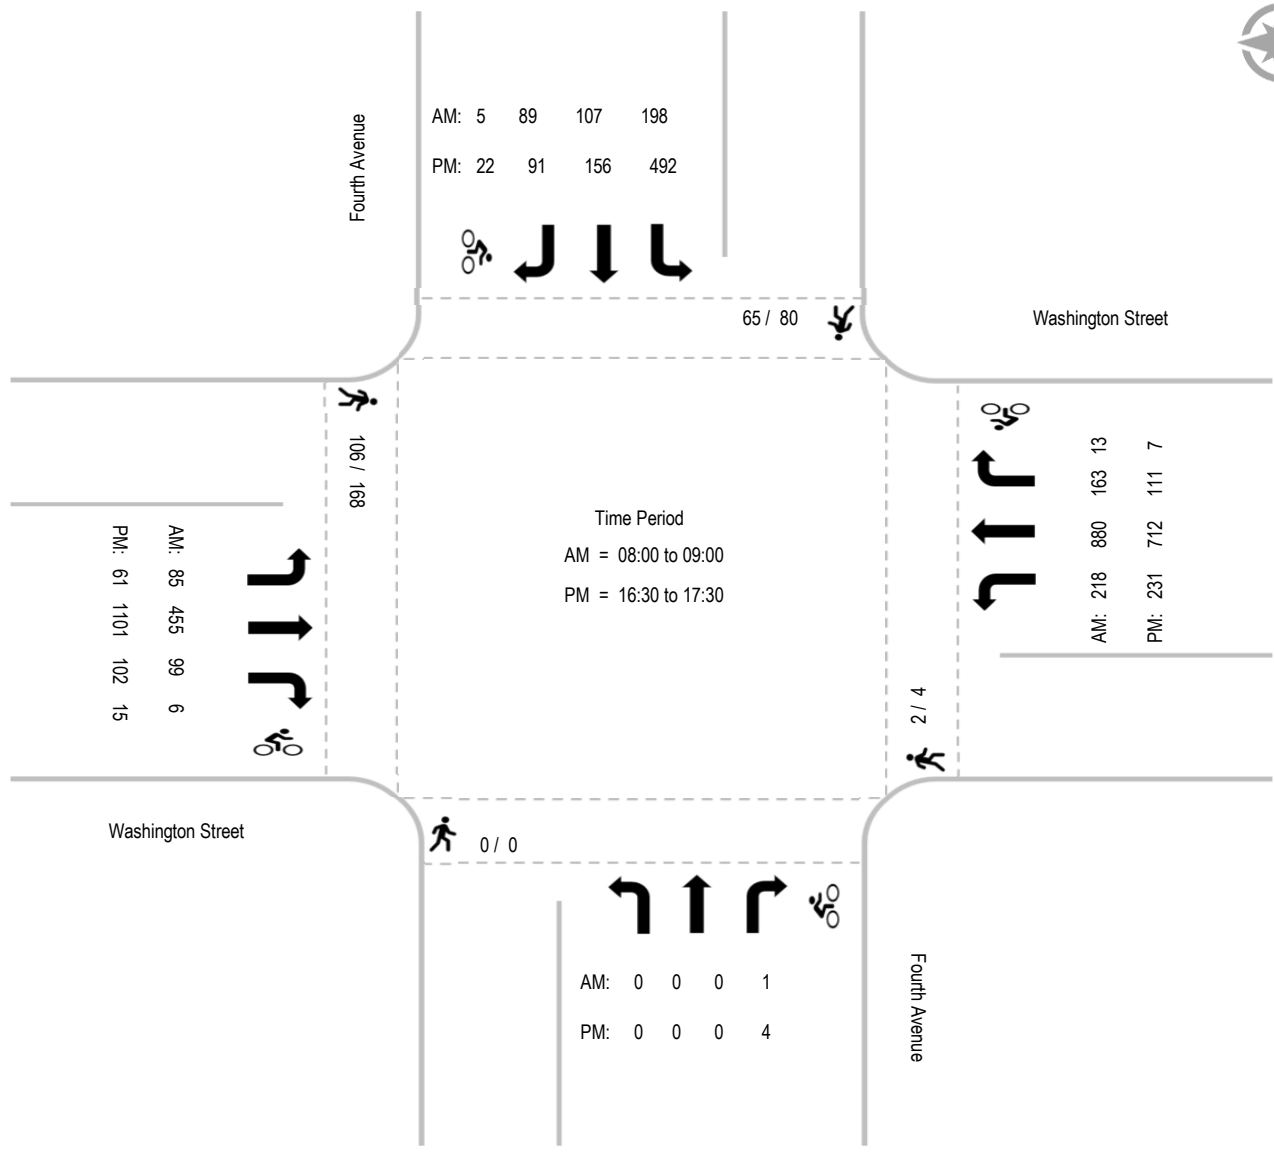 Fourth Avenue
AM: 5 89 107 198
PM: 22 91 156 492
65 / 80
Washington Street
106 / 168
13 163 880 218 AM:
7 111 712 231 PM:
Time Period
AM = 08:00 to 09:00
PM = 16:30 to 17:30
AM: 85 455 99 6
PM: 61 1101 102 15
2 / 4
Washington Street
0 / 0
AM: 0 0 0 1
PM: 0 0 0 4
Fourth Avenue